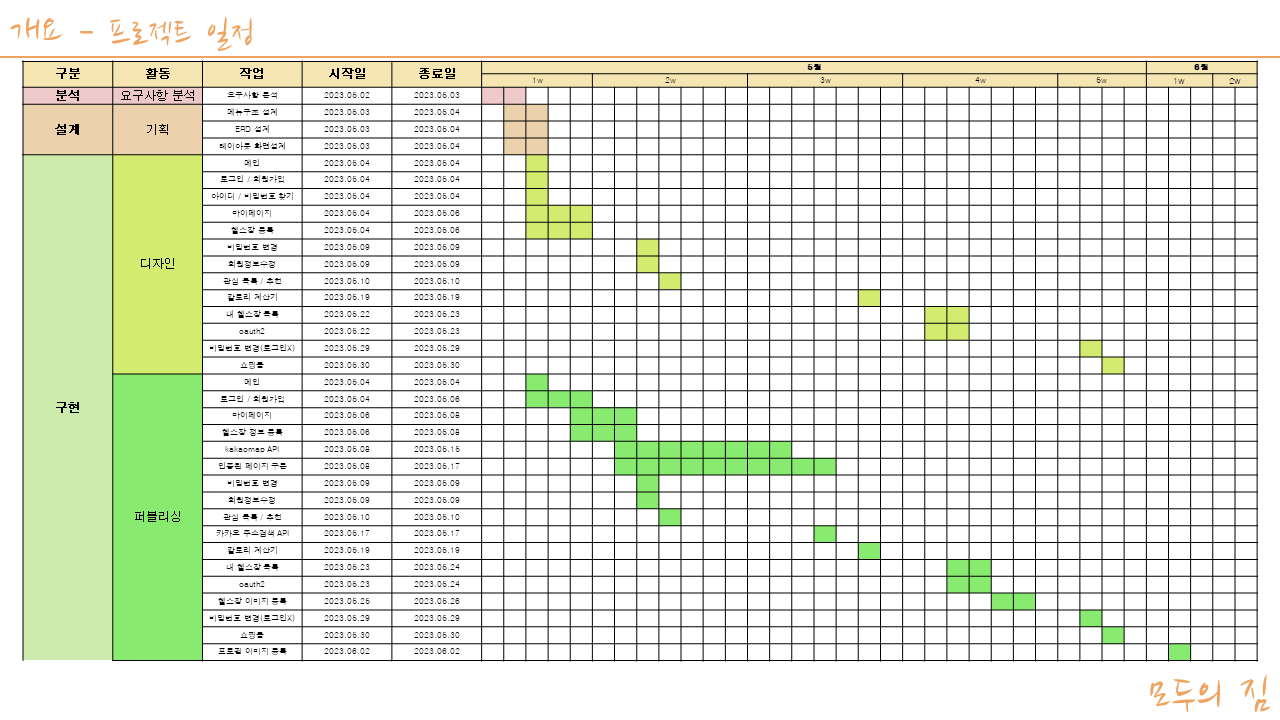 개요 - 프로젝트 일정
구분 활동 작업 시작일 종료일 5월 6월
1w 2w 3w 4w 5w 1w 2w
분석 요구사항 분석 요구사항 분석 2023.05.02 2023.05.03
설계 기획 메뉴구조 설계 2023.05.03 2023.05.04
ERD 설계 2023.05.03 2023.05.04
레이아웃 화면설계 2023.05.03 2023.05.04
구현 디자인 메인 2023.05.04 2023.05.04
로그인 / 회원가입 2023.05.04 2023.05.04
아이디 / 비밀번호 찾기 2023.05.04 2023.05.04
마이페이지 2023.05.04 2023.05.06
헬스장 등록 2023.05.04 2023.05.06
비밀번호 변경 2023.05.09 2023.05.09
회원정보수정 2023.05.09 2023.05.09
관심 등록 / 추천 2023.05.10 2023.05.10
칼로리 계산기 2023.05.19 2023.05.19
내 헬스장 등록 2023.05.22 2023.05.23
oauth2 2023.05.22 2023.05.23
비밀번호 변경(로그인X) 2023.05.29 2023.05.29
쇼핑몰 2023.05.30 2023.05.30
퍼블리싱 메인 2023.05.04 2023.05.04
로그인 / 회원가입 2023.05.04 2023.05.06
마이페이지 2023.05.06 2023.05.08
헬스장 정보 등록 2023.05.06 2023.05.08
kakaomap API 2023.05.08 2023.05.15
인증된 페이지 구분 2023.05.08 2023.05.17
비밀번호 변경 2023.05.09 2023.05.09
회원정보수정 2023.05.09 2023.05.09
관심 등록 / 추천 2023.05.10 2023.05.10
카카오 주소검색 API 2023.05.17 2023.05.17
칼로리 계산기 2023.05.19 2023.05.19
내 헬스장 등록 2023.05.23 2023.05.24
oauth2 2023.05.23 2023.05.24
헬스장 이미지 등록 2023.05.25 2023.05.26
비밀번호 변경(로그인X) 2023.05.29 2023.05.29
쇼핑몰 2023.05.30 2023.05.30
프로필 이미지 등록 2023.06.02 2023.06.02
모두의 짐